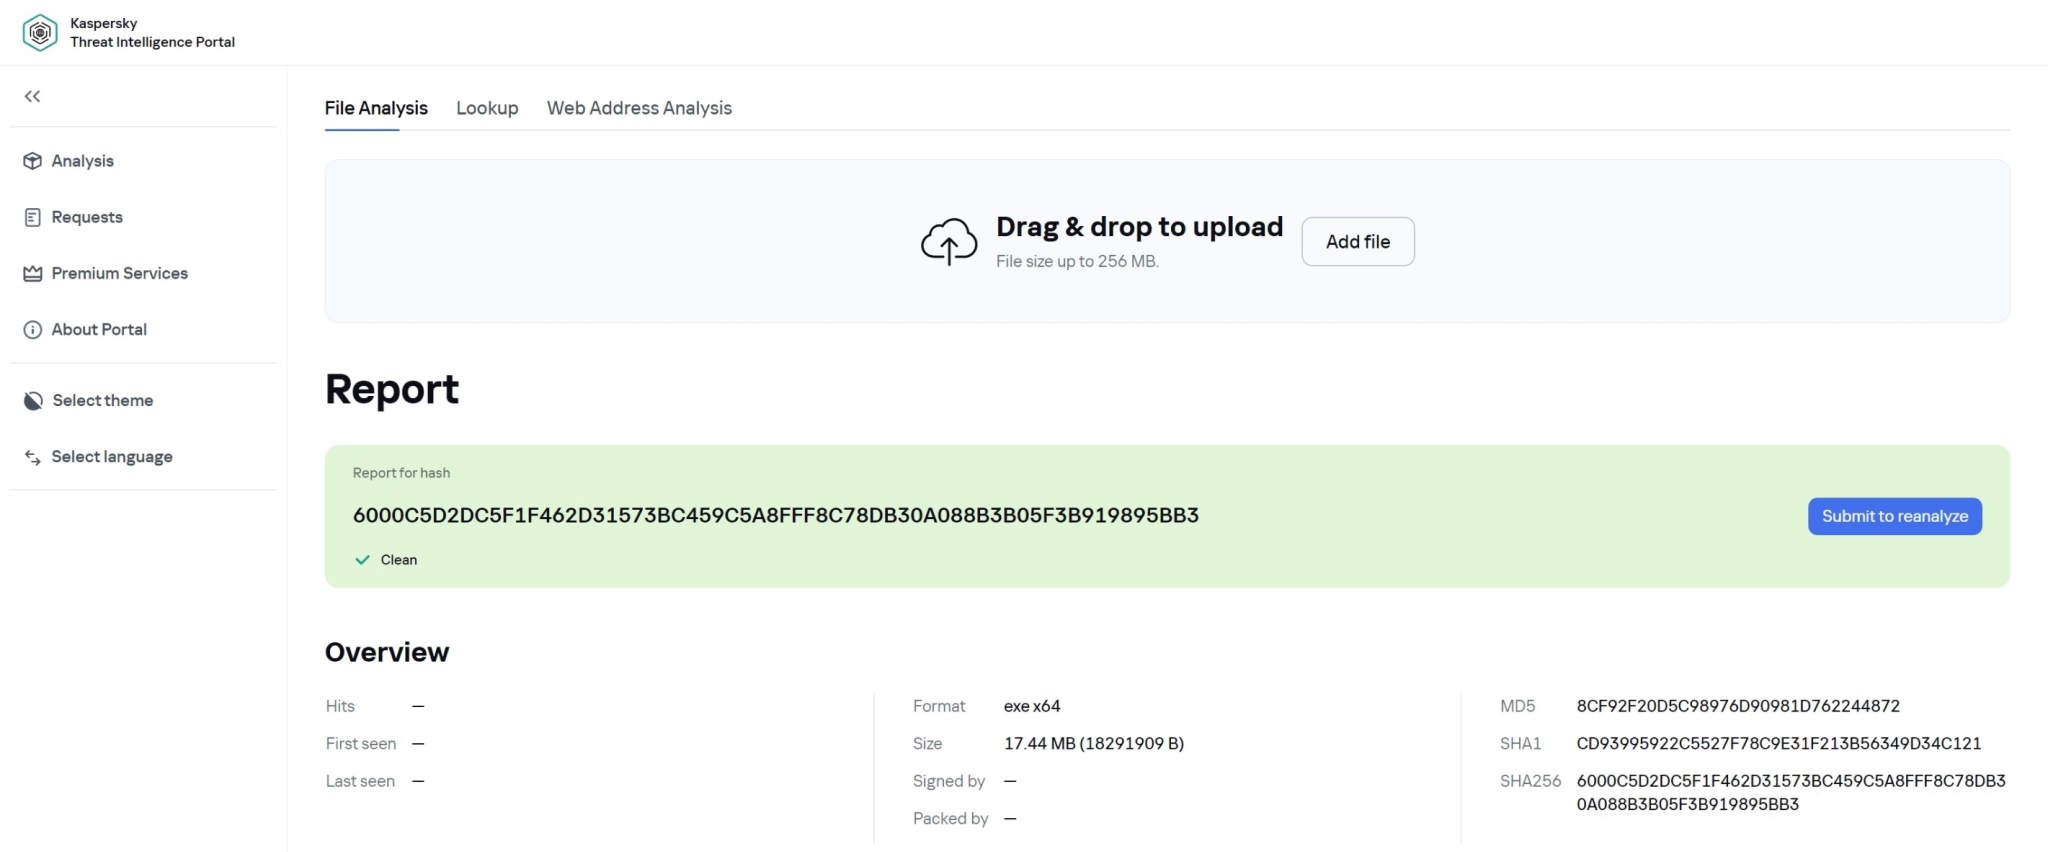 Kaspersky
Threat Intelligence Portal
Analysis
Requests
Premium Services
About Portal
Select theme
Select language
File Analysis Lookup Web Address Analysis
Drag & drop to upload
File size up to 256 MB.
Add file
Report
Report for hash
6000C5D2DC5F1F462D31573BC459C5A8FFF8C78DB30A088B3B05F3B919895BB3
Clean
Submit to reanalyze
Overview
Hits —
First seen —
Last seen —
Format exe x64
Size 17.44 MB (18291909 B)
Signed by —
Packed by —
MD5 8CF92F20D5C98976D90981D762244872
SHA1 CD93995922C5527F78C9E31F213B56349D34C121
SHA256 6000C5D2DC5F1F462D31573BC459C5A8FFF8C78DB3
0A088B3B05F3B919895BB3